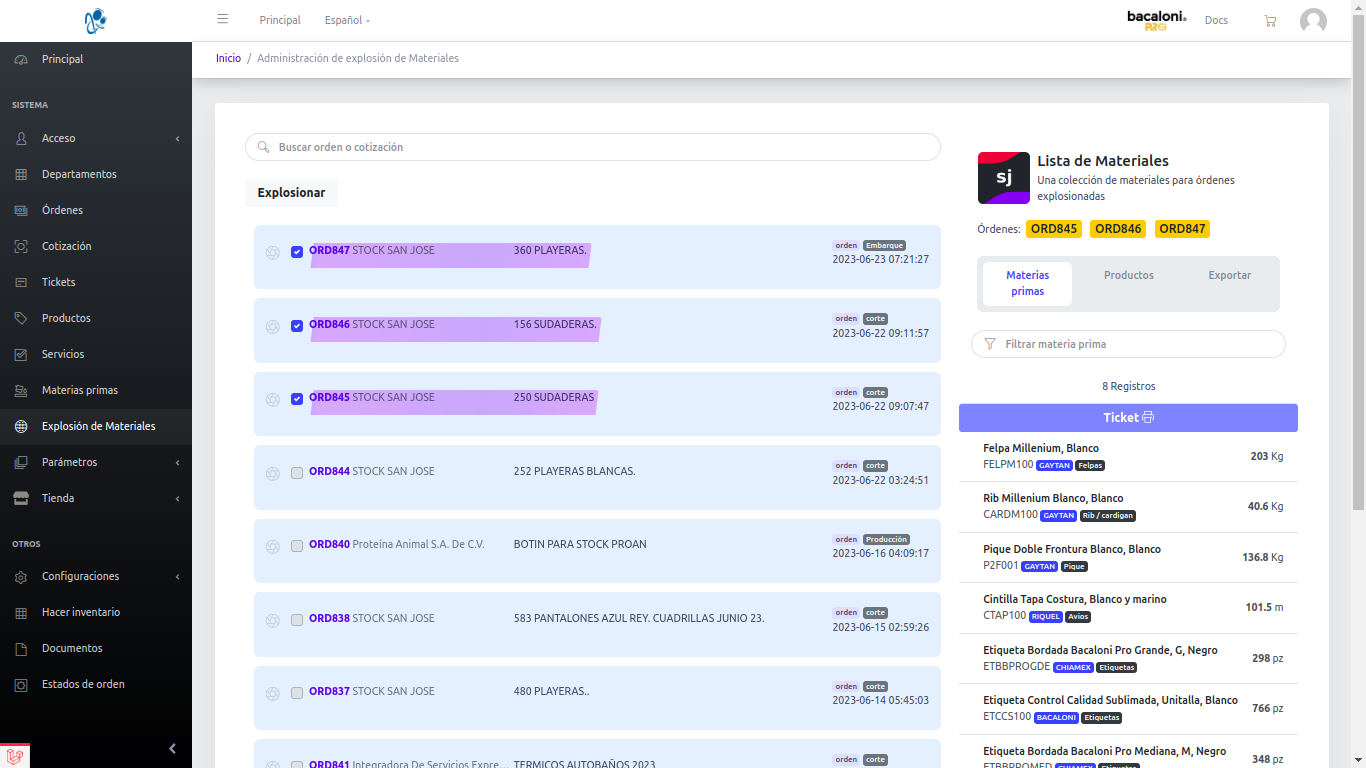 Principal
Español
bacaloni®
PRO
Docs
Principal
SISTEMA
Acceso
Departamentos
Órdenes
Cotización
Tickets
Productos
Servicios
Materias primas
Explosión de Materiales
Parámetros
Tienda
OTROS
Configuraciones
Hacer inventario
Documentos
Estados de orden
Inicio / Administración de explosión de Materiales
Buscar orden o cotización
Explosionar
ORD847 STOCK SAN JOSE 360 PLAYERAS. orden Embarque
2023-06-23 07:21:27
ORD846 STOCK SAN JOSE 156 SUDADERAS. orden corte
2023-06-22 09:11:57
ORD845 STOCK SAN JOSE 250 SUDADERAS orden corte
2023-06-22 09:07:47
ORD844 STOCK SAN JOSE 252 PLAYERAS BLANCAS. orden corte
2023-06-22 03:24:51
ORD840 Proteína Animal S.A. De C.V. BOTIN PARA STOCK PROAN orden Producción
2023-06-16 04:09:17
ORD838 STOCK SAN JOSE 583 PANTALONES AZUL REY. CUADRILLAS JUNIO 23. orden corte
2023-06-15 02:59:26
ORD837 STOCK SAN JOSE 480 PLAYERAS.. orden corte
2023-06-14 05:45:03
ORD841 Integradora De Servicios Expre... TERMICOS AUTOBAÑOS 2023 orden corte
sj
Lista de Materiales
Una colección de materiales para órdenes
explosionadas
Órdenes: ORD845 ORD846 ORD847
Materias
primas
Productos
Exportar
Filtrar materia prima
8 Registros
Ticket
Felpa Millenium, Blanco
FELPM100 GAYTAN Felpas
203 Kg
Rib Millenium Blanco, Blanco
CARDM100 GAYTAN Rib / cardigan
40.6 Kg
Pique Doble Frontura Blanco, Blanco
P2F001 GAYTAN Pique
136.8 Kg
Cintilla Tapa Costura, Blanco y marino
CTAP100 RIQUEL Avios
101.5 m
Etiqueta Bordada Bacaloni Pro Grande, G, Negro
ETBBPROGDE CHIAMEX Etiquetas
298 pz
Etiqueta Control Calidad Sublimada, Unitalla, Blanco
ETCCS100 BACALONI Etiquetas
766 pz
Etiqueta Bordada Bacaloni Pro Mediana, M, Negro
ETBBPROMED CHIAMEX Etiquetas
348 pz